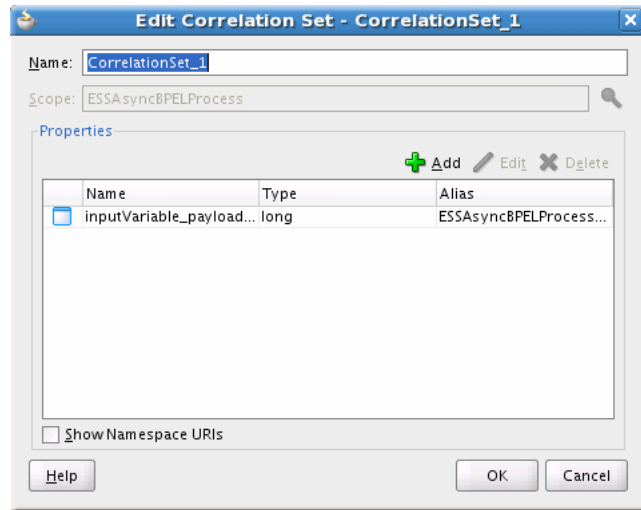 Edit Correlation Set - CorrelationSet_1
Name: CorrelationSet_1
Scope: ESSAsyncBPELProcess
Properties
Add Edit Delete
Name Type Alias
inputVariable_payload... long ESSAsyncBPELProcess...
Show Namespace URIs
Help OK Cancel